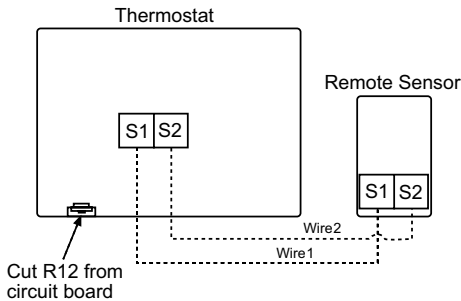 Thermostat
Remote Sensor
S1 S2
S1 S2
Wire2
Wire1
Cut R12 from
circuit board